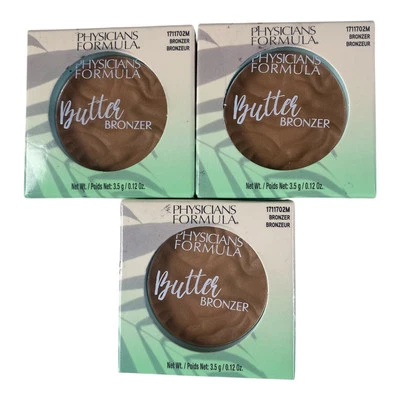 PHYSICIANS
FORMULA®
1711702M
BRONZER
BRONZEUR
PHYSICIANS
FORMULA
Butter
BRONZER
Net Wt. / Poids Net: 3.5 g / 0.12 Oz.
PHYSICIANS
FORMULA®
1711702M
BRONZER
BRONZEUR
PHYSICIANS
FORMULA
Butter
BRONZER
Net Wt. / Poids Net: 3.5 g / 0.12 Oz.
PHYSICIANS
FORMULA®
1711702M
BRONZER
BRONZEUR
PHYSICIANS
FORMULA
Butter
BRONZER
Net Wt. / Poids Net: 3.5 g / 0.12 Oz.